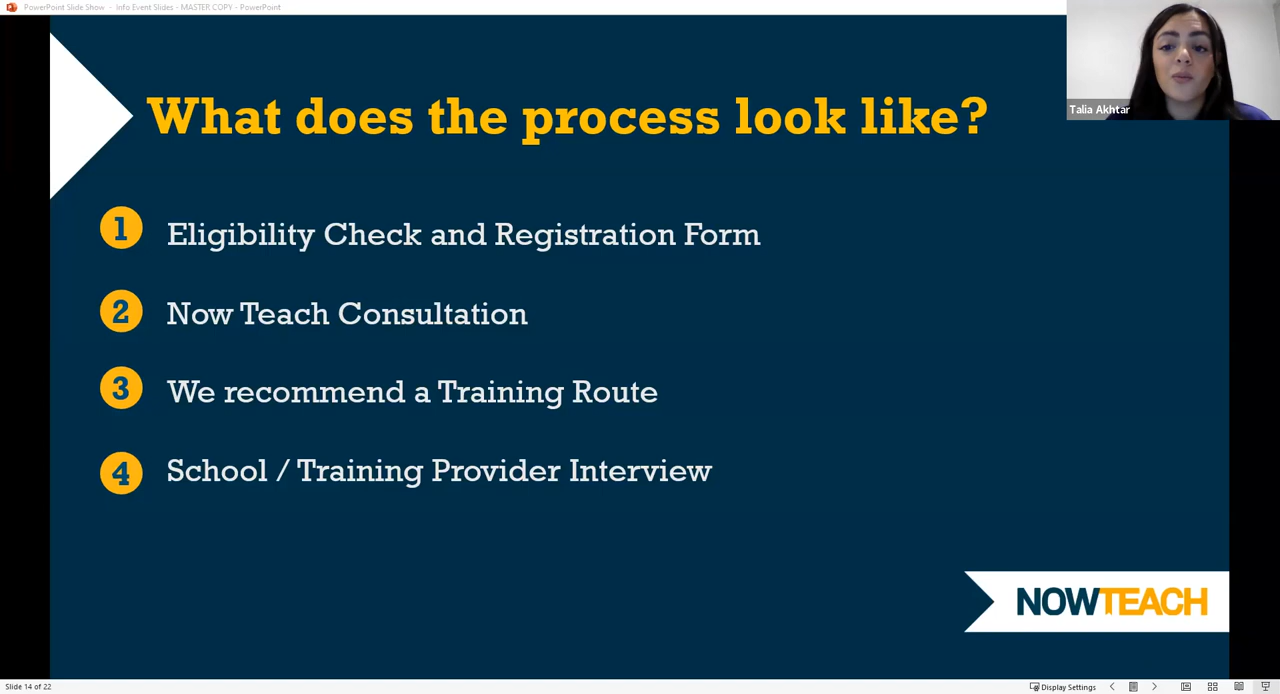 PowerPoint Slide Show - Info Event Slides - MASTER COPY - PowerPoint
Talia Akhtar
What does the process look like?
1 Eligibility Check and Registration Form
2 Now Teach Consultation
3 We recommend a Training Route
4 School / Training Provider Interview
NOWTEACH
Slide 14 of 22
Display Settings